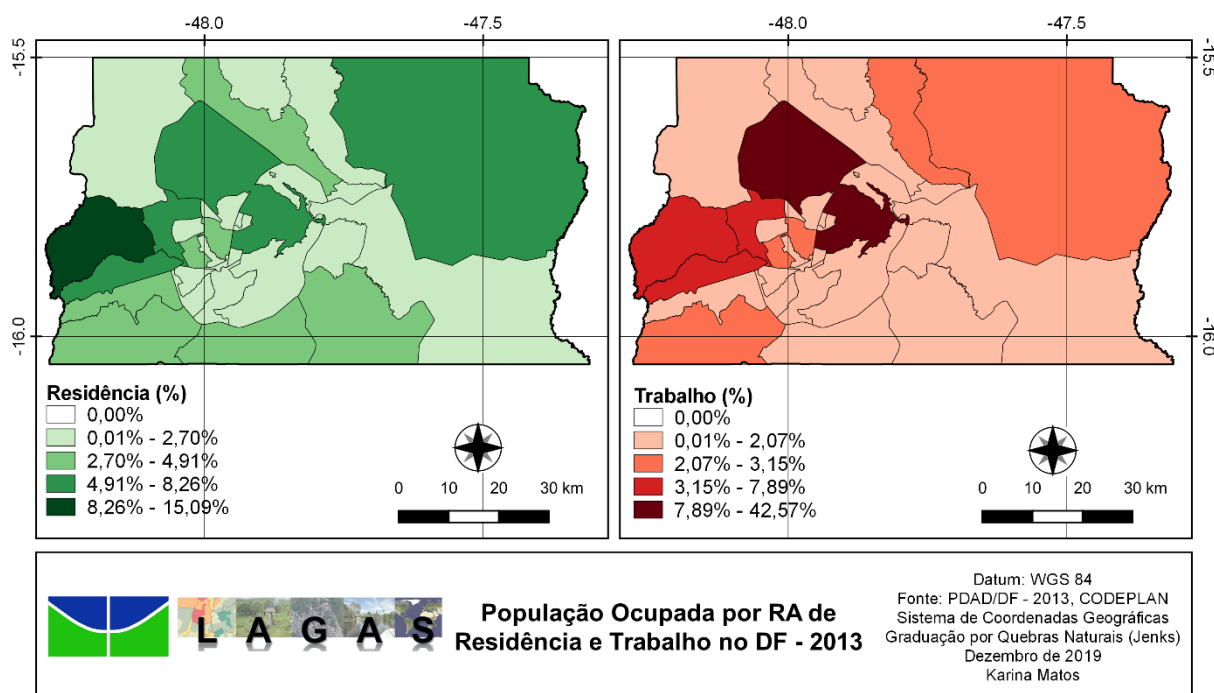 -48.0
-47.5
-48.0
-47.5
-15.5
-16.0
-15.5
-16.0
Residência (%)
0,00%
0,01% - 2,70%
2,70% - 4,91%
4,91% - 8,26%
8,26% - 15,09%
0 10 20 30 km
Trabalho (%)
0,00%
0,01% - 2,07%
2,07% - 3,15%
3,15% - 7,89%
7,89% - 42,57%
0 10 20 30 km
L A G A S
População Ocupada por RA de
Residência e Trabalho no DF - 2013
Datum: WGS 84
Fonte: PDAD/DF - 2013, CODEPLAN
Sistema de Coordenadas Geográficas
Graduação por Quebras Naturais (Jenks)
Dezembro de 2019
Karina Matos